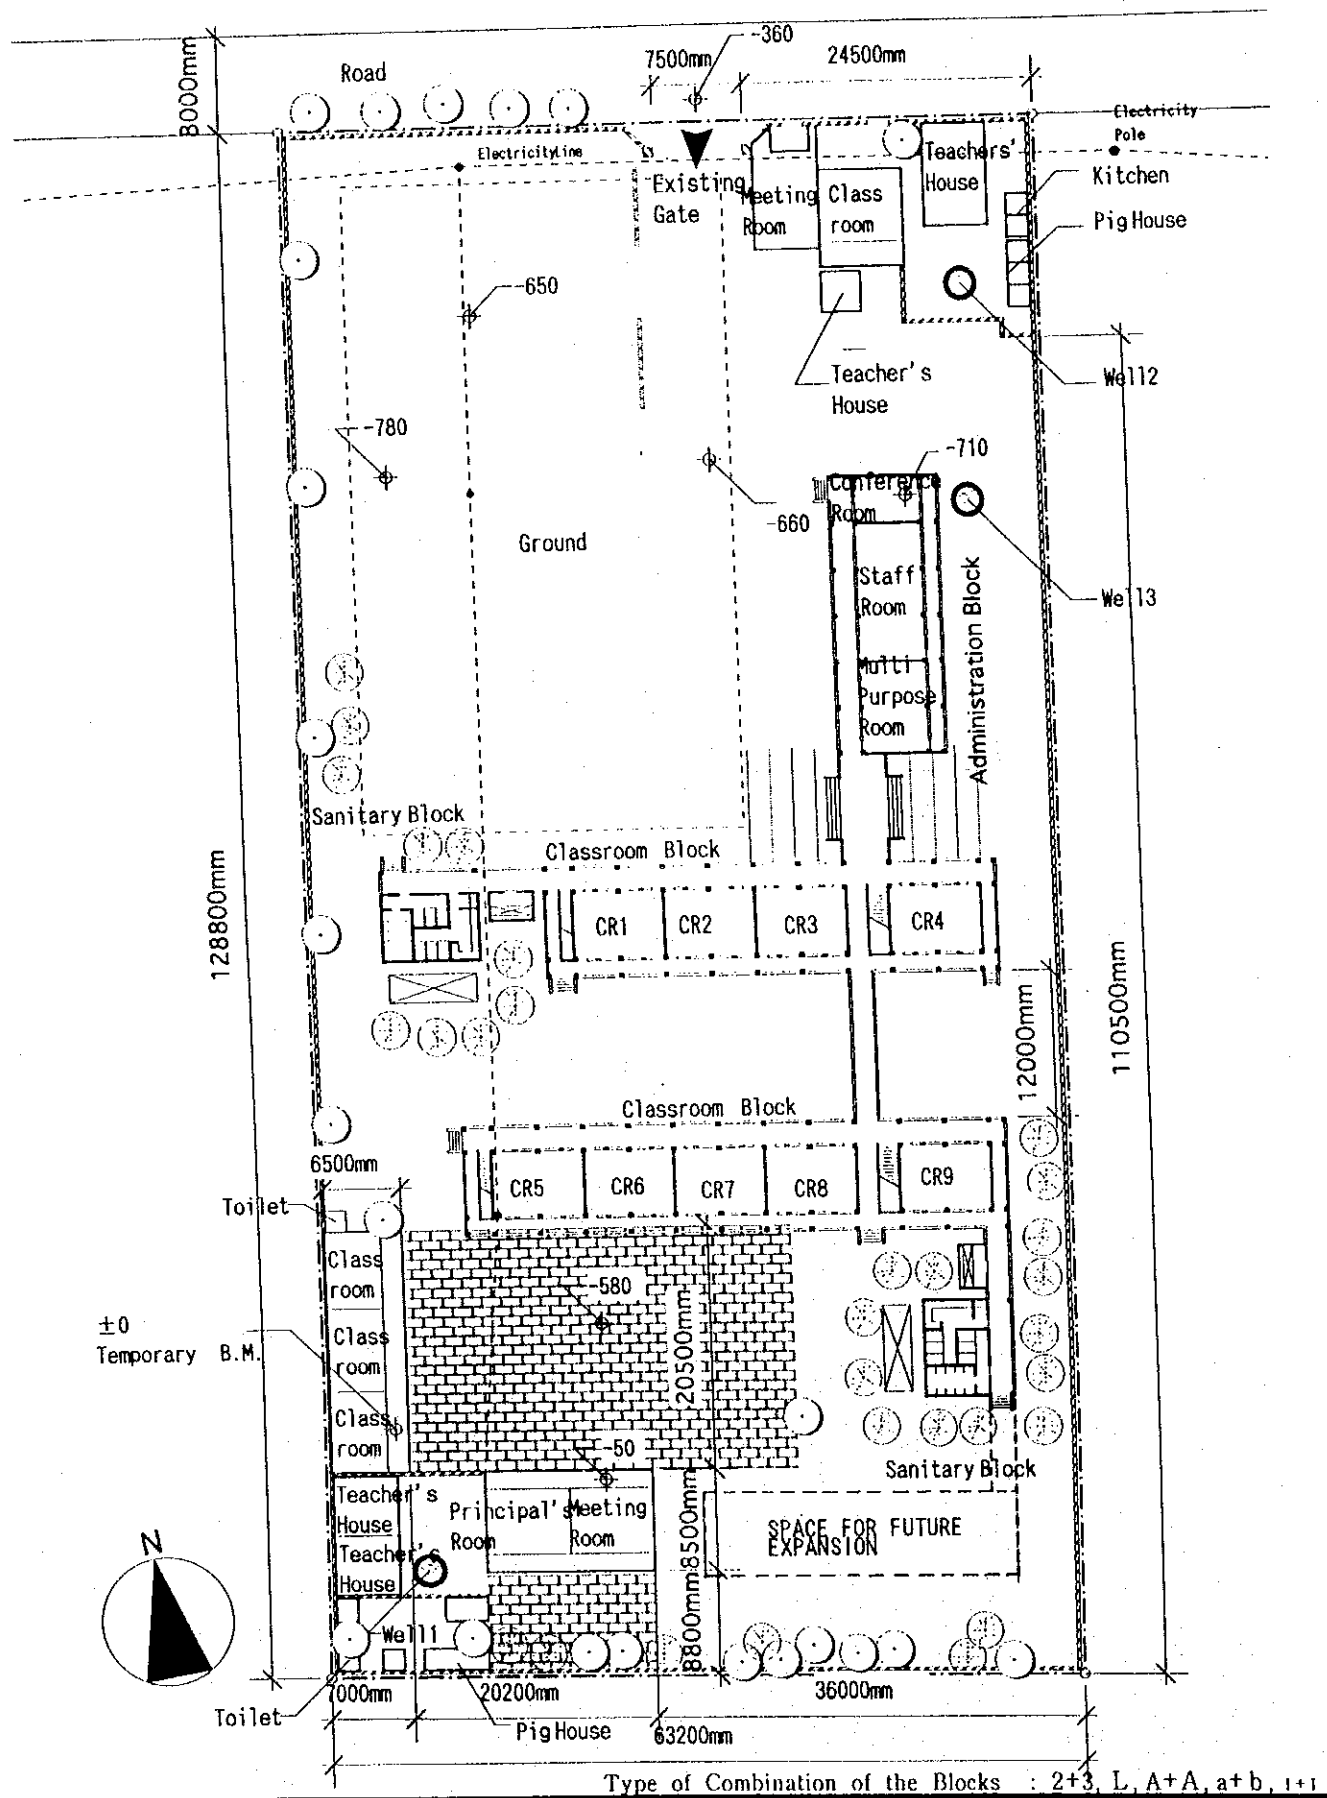 -360
7500mm
24500mm
8000mm
Road
Electricity
Pole
ElectricityLine
Teachers'
House
Existing
Gate
Meeting
Room
Class
room
Kitchen
Pig House
-650
Teacher's
House
Well2
-780
-710
Conference
Room
-660
Ground
Staff
Room
Well3
Administration Block
Multi
Purpose
Room
Sanitary Block
Classroom Block
128800mm
CR1
CR2
CR3
CR4
110500mm
12000mm
Classroom Block
6500mm
CR5
CR6
CR7
CR8
CR9
Toilet
Class
room
-580
±0
Temporary B.M.
Class
room
20500mm
Class
room
-50
Sanitary Block
Teacher's
House
Principal's
Room
Meeting
Room
8500mm
SPACE FOR FUTURE
EXPANSION
N
Teacher's
House
Well1
8800mm
7000mm
20200mm
36000mm
Toilet
Pig House
63200mm
Type of Combination of the Blocks : 2+3, L, A+A, a+b, 1+1